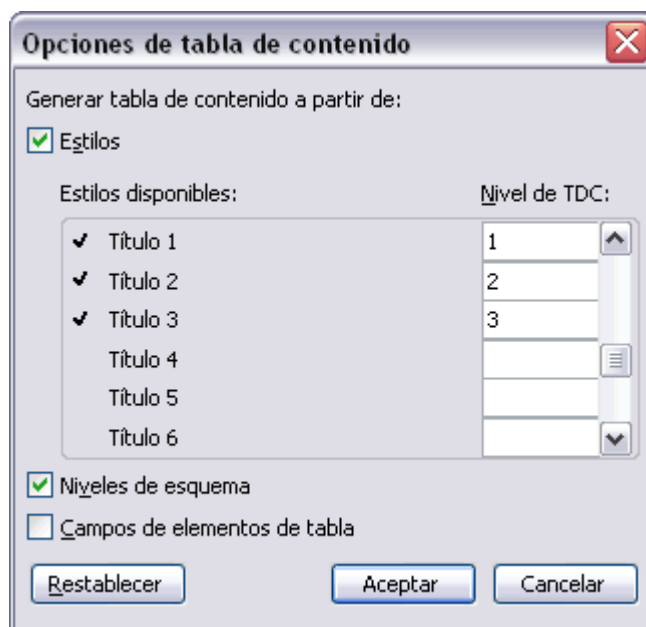 Opciones de tabla de contenido
Generar tabla de contenido a partir de:
Estilos
Estilos disponibles: Nivel de TDC:
Título 1 1
Título 2 2
Título 3 3
Título 4
Título 5
Título 6
Niveles de esquema
Campos de elementos de tabla
Restablecer Aceptar Cancelar